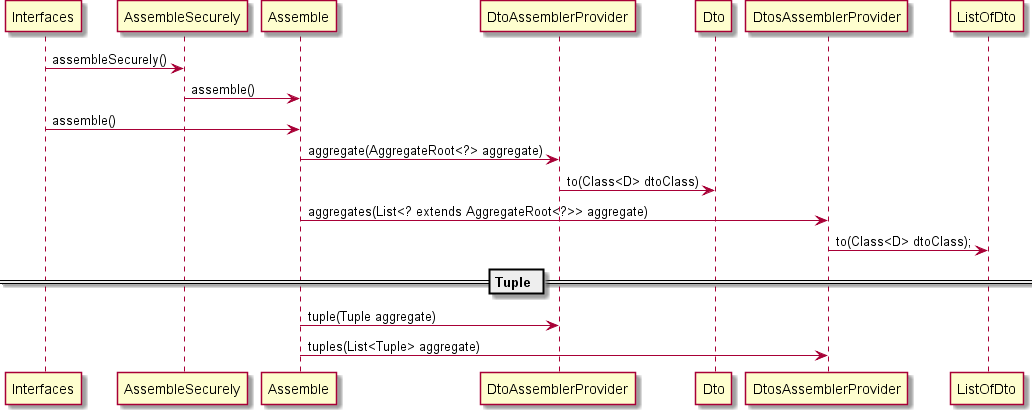 Interfaces AssembleSecurely Assemble DtoAssemblerProvider Dto DtosAssemblerProvider ListOfDto
assembleSecurely()
assemble()
assemble()
aggregate(AggregateRoot<?> aggregate)
to(Class<D> dtoClass)
aggregates(List<? extends AggregateRoot<?>> aggregate)
to(Class<D> dtoClass);
Tuple
tuple(Tuple aggregate)
tuples(List<Tuple> aggregate)
Interfaces AssembleSecurely Assemble DtoAssemblerProvider Dto DtosAssemblerProvider ListOfDto